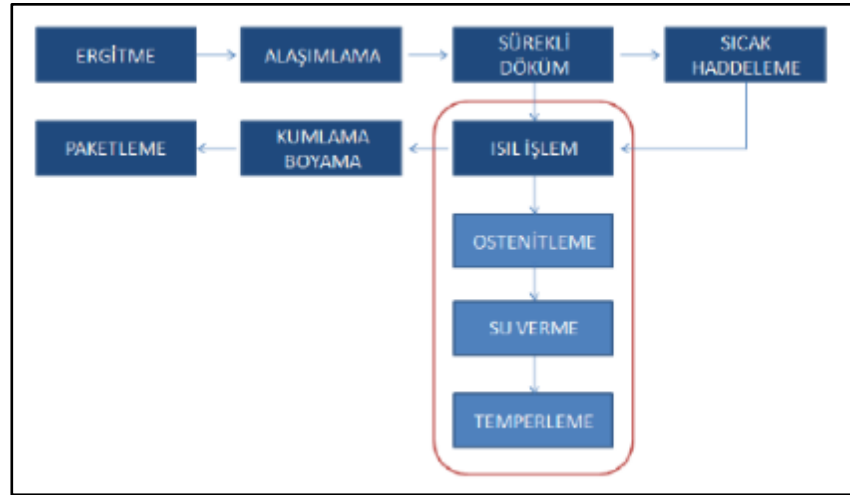 ERGİTME
ALAŞIMLAMA
SÜREKLİ
DÖKÜM
SICAK
HADDELEME
PAKETLEME
KUMLAMA
BOYAMA
ISIL İŞLEM
OSTENİTLEME
SU VERME
TEMPERLEME